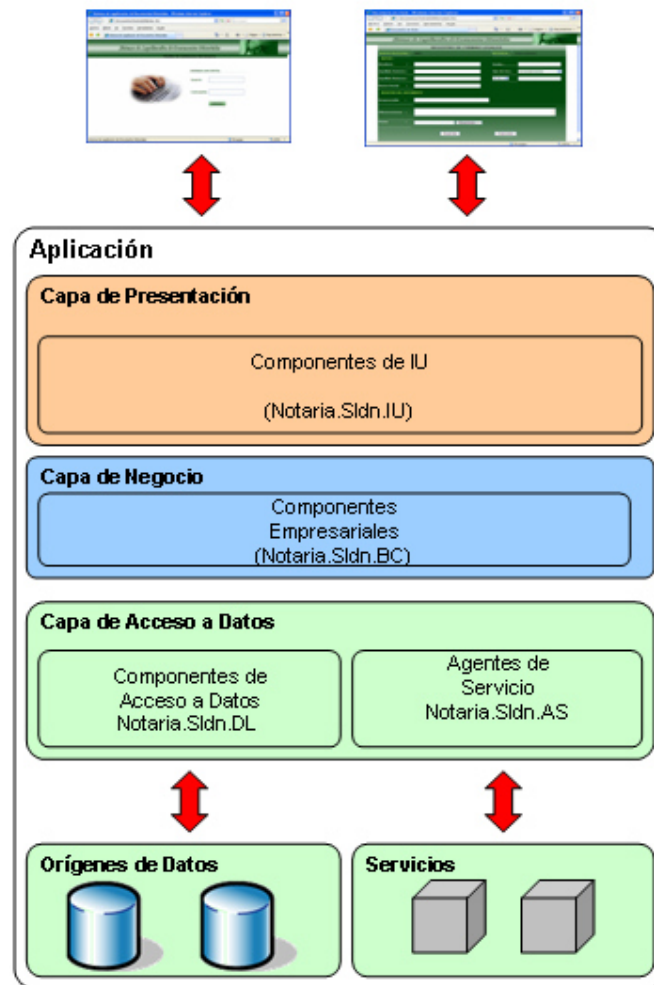 Aplicación
Capa de Presentación
Componentes de IU
(Notaria.Sldn.IU)
Capa de Negocio
Componentes
Empresariales
(Notaria.Sldn.BC)
Capa de Acceso a Datos
Componentes de
Acceso a Datos
Notaria.Sldn.DL
Agentes de
Servicio
Notaria.Sldn.AS
Orígenes de Datos
Servicios